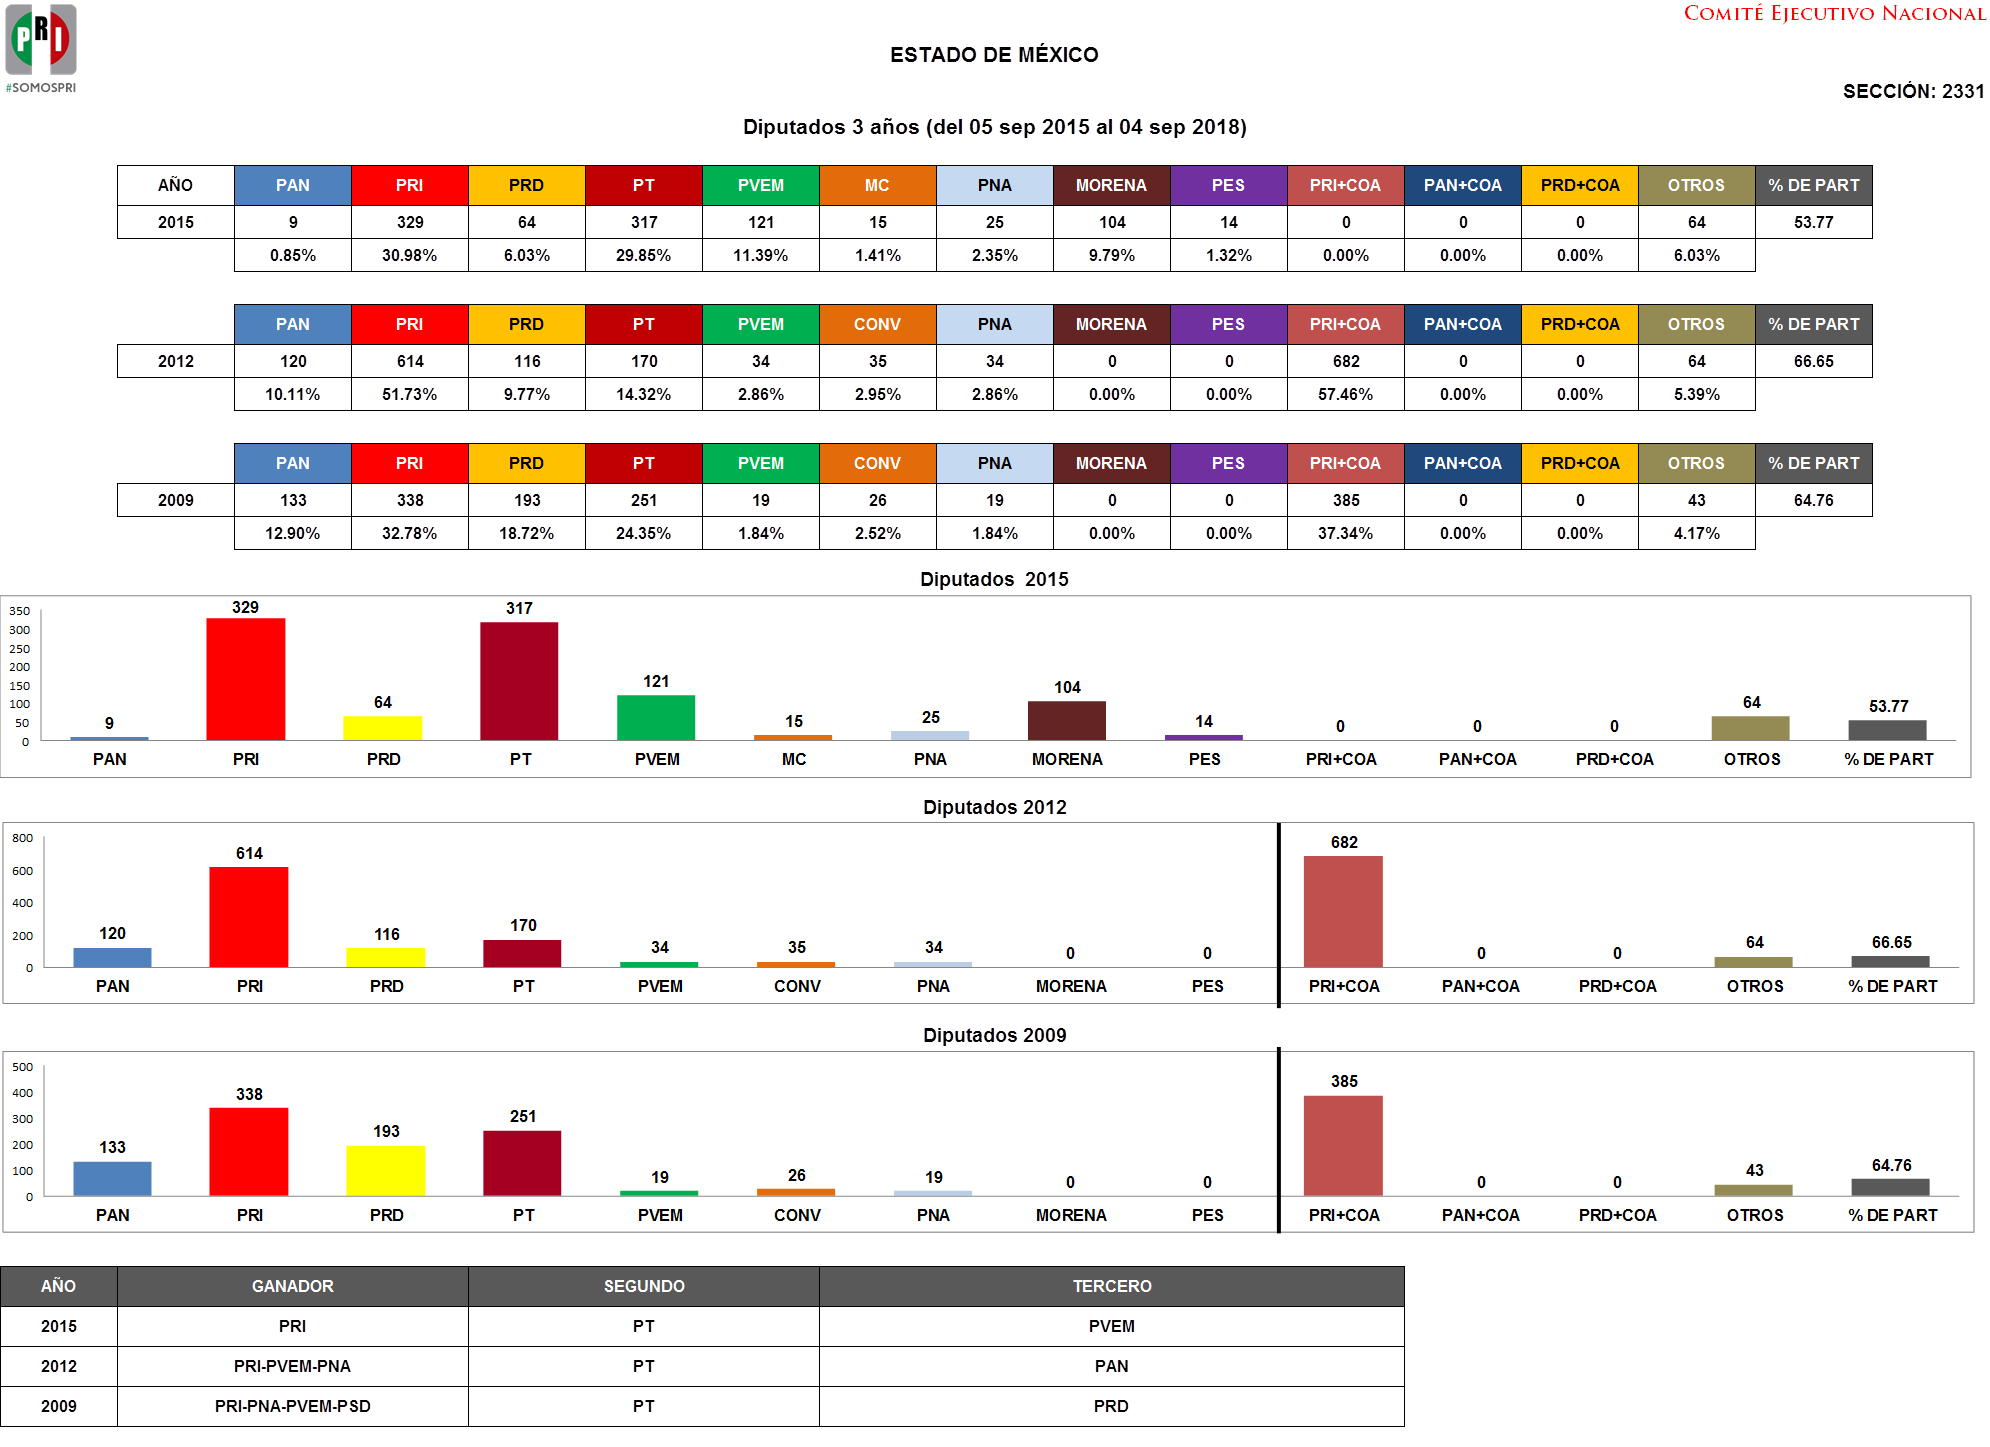 PRI
#SOMOSPRI
COMITÉ EJECUTIVO NACIONAL
ESTADO DE MÉXICO
SECCIÓN: 2331
Diputados 3 años (del 05 sep 2015 al 04 sep 2018)
AÑO PAN PRI PRD PT PVEM MC PNA MORENA PES PRI+COA PAN+COA PRD+COA OTROS % DE PART
2015 9 329 64 317 121 15 25 104 14 0 0 0 64 53.77
0.85% 30.98% 6.03% 29.85% 11.39% 1.41% 2.35% 9.79% 1.32% 0.00% 0.00% 0.00% 6.03%
PAN PRI PRD PT PVEM CONV PNA MORENA PES PRI+COA PAN+COA PRD+COA OTROS % DE PART
2012 120 614 116 170 34 35 34 0 0 682 0 0 64 66.65
10.11% 51.73% 9.77% 14.32% 2.86% 2.95% 2.86% 0.00% 0.00% 57.46% 0.00% 0.00% 5.39%
PAN PRI PRD PT PVEM CONV PNA MORENA PES PRI+COA PAN+COA PRD+COA OTROS % DE PART
2009 133 338 193 251 19 26 19 0 0 385 0 0 43 64.76
12.90% 32.78% 18.72% 24.35% 1.84% 2.52% 1.84% 0.00% 0.00% 37.34% 0.00% 0.00% 4.17%
Diputados 2015
350
300
250
200
150
100
50
0
9 329 64 317 121 15 25 104 14 0 0 0 64 53.77
PAN PRI PRD PT PVEM MC PNA MORENA PES PRI+COA PAN+COA PRD+COA OTROS % DE PART
Diputados 2012
800
600
400
200
0
120 614 116 170 34 35 34 0 0 682 0 0 64 66.65
PAN PRI PRD PT PVEM CONV PNA MORENA PES PRI+COA PAN+COA PRD+COA OTROS % DE PART
Diputados 2009
500
400
300
200
100
0
133 338 193 251 19 26 19 0 0 385 0 0 43 64.76
PAN PRI PRD PT PVEM CONV PNA MORENA PES PRI+COA PAN+COA PRD+COA OTROS % DE PART
AÑO GANADOR SEGUNDO TERCERO
2015 PRI PT PVEM
2012 PRI-PVEM-PNA PT PAN
2009 PRI-PNA-PVEM-PSD PT PRD